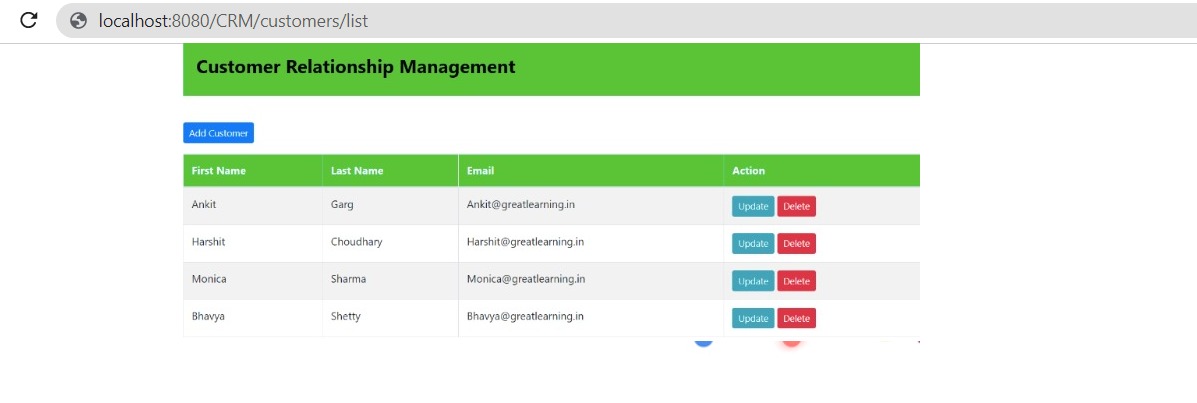 localhost:8080/CRM/customers/list
Customer Relationship Management
Add Customer
First Name Last Name Email Action
Ankit Garg Ankit@greatlearning.in Update Delete
Harshit Choudhary Harshit@greatlearning.in Update Delete
Monica Sharma Monica@greatlearning.in Update Delete
Bhavya Shetty Bhavya@greatlearning.in Update Delete